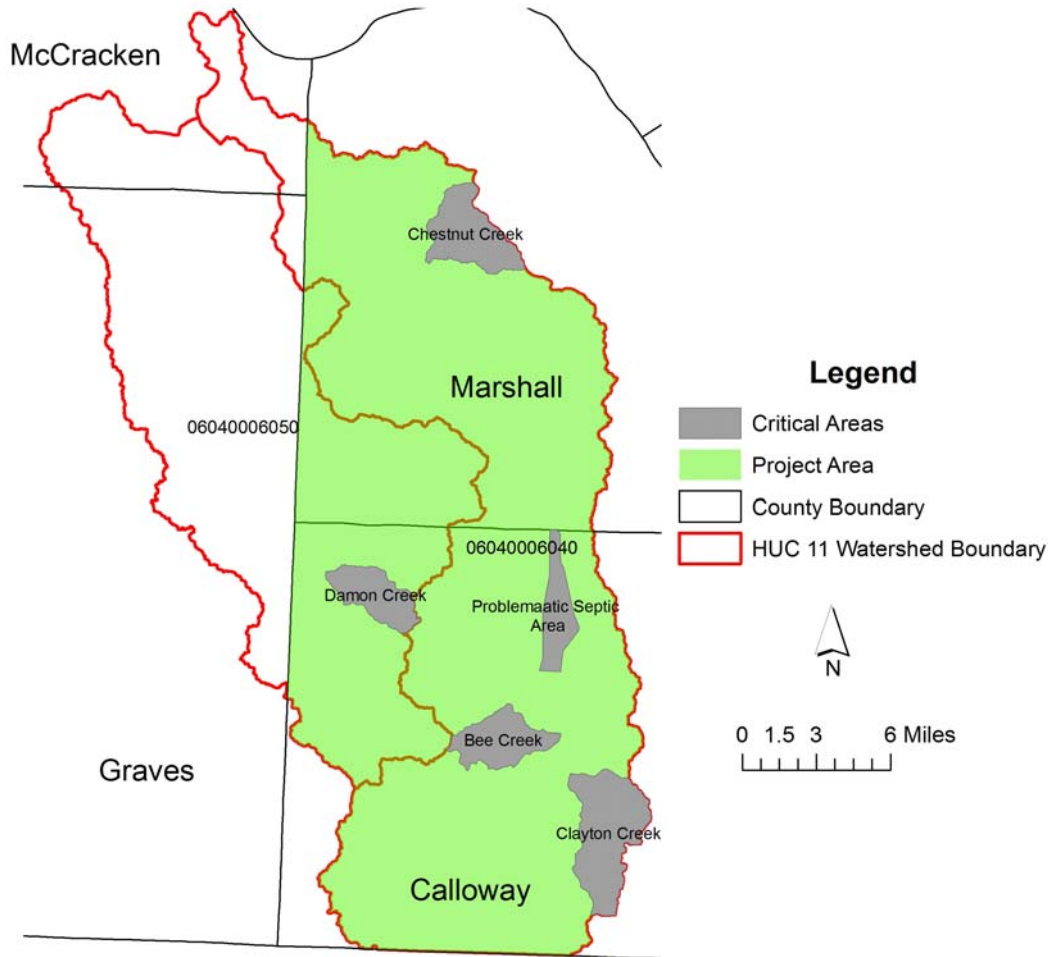 McCracken
Chestnut Creek
Marshall
06040006050
06040006040
Damon Creek
Problemaatic Septic
Area
Bee Creek
Graves
Clayton Creek
Calloway
Legend
Critical Areas
Project Area
County Boundary
HUC 11 Watershed Boundary
N
0 1.5 3 6 Miles